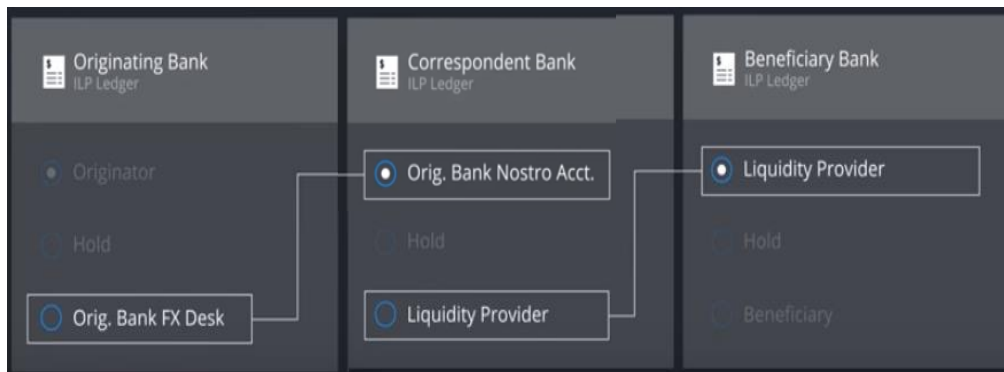 Originating Bank
ILP Ledger
Originator
Hold
Orig. Bank FX Desk
Correspondent Bank
ILP Ledger
Orig. Bank Nostro Acct.
Hold
Liquidity Provider
Beneficiary Bank
ILP Ledger
Liquidity Provider
Hold
Beneficiary